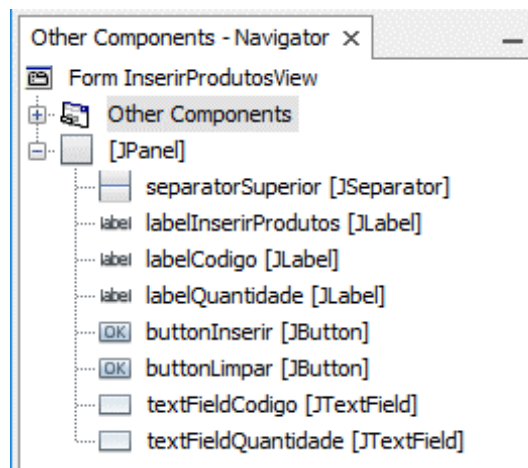 Other Components - Navigator
Form InserirProdutosView
Other Components
[JPanel]
separatorSuperior [JSeparator]
label labelInserirProdutos [JLabel]
label labelCodigo [JLabel]
label labelQuantidade [JLabel]
OK buttonInserir [JButton]
OK buttonLimpar [JButton]
textFieldCodigo [JTextField]
textFieldQuantidade [JTextField]